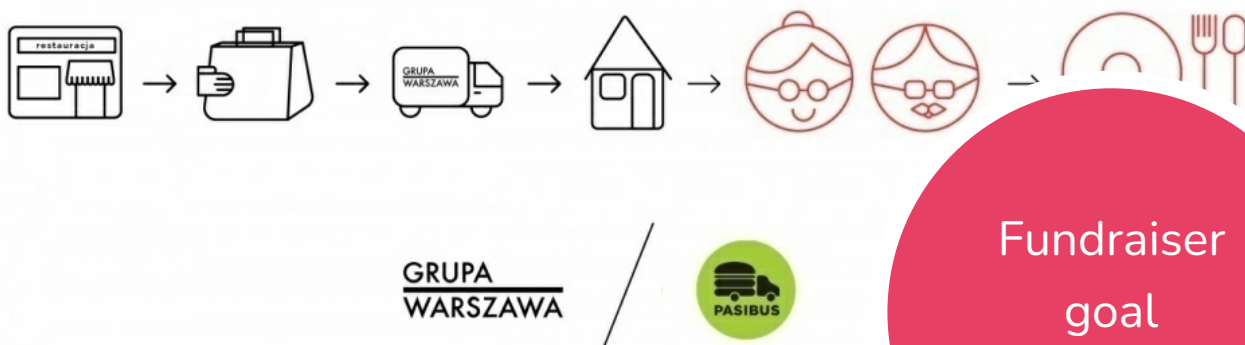 restauracja
GRUPA
WARSZAWA
GRUPA
WARSZAWA
PASIBUS
Fundraiser
goal